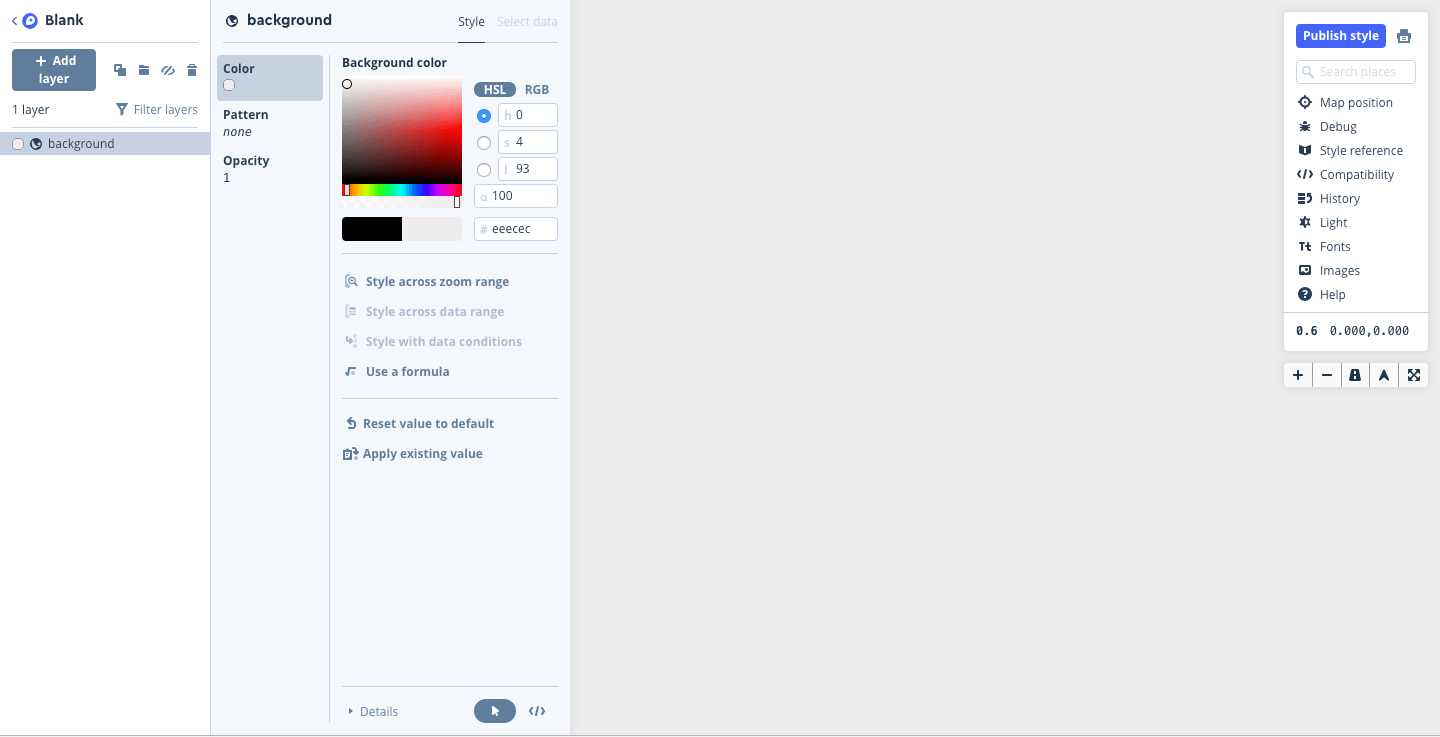 Blank
+ Add layer
1 layer
Filter layers
background
background
Style
Select data
Color
Pattern
none
Opacity
1
Background color
HSL
RGB
h 0
s 4
l 93
α 100
# eeecec
Style across zoom range
Style across data range
Style with data conditions
Use a formula
Reset value to default
Apply existing value
Details
Publish style
Search places
Map position
Debug
Style reference
Compatibility
History
Light
Fonts
Images
Help
0.6 0.000,0.000